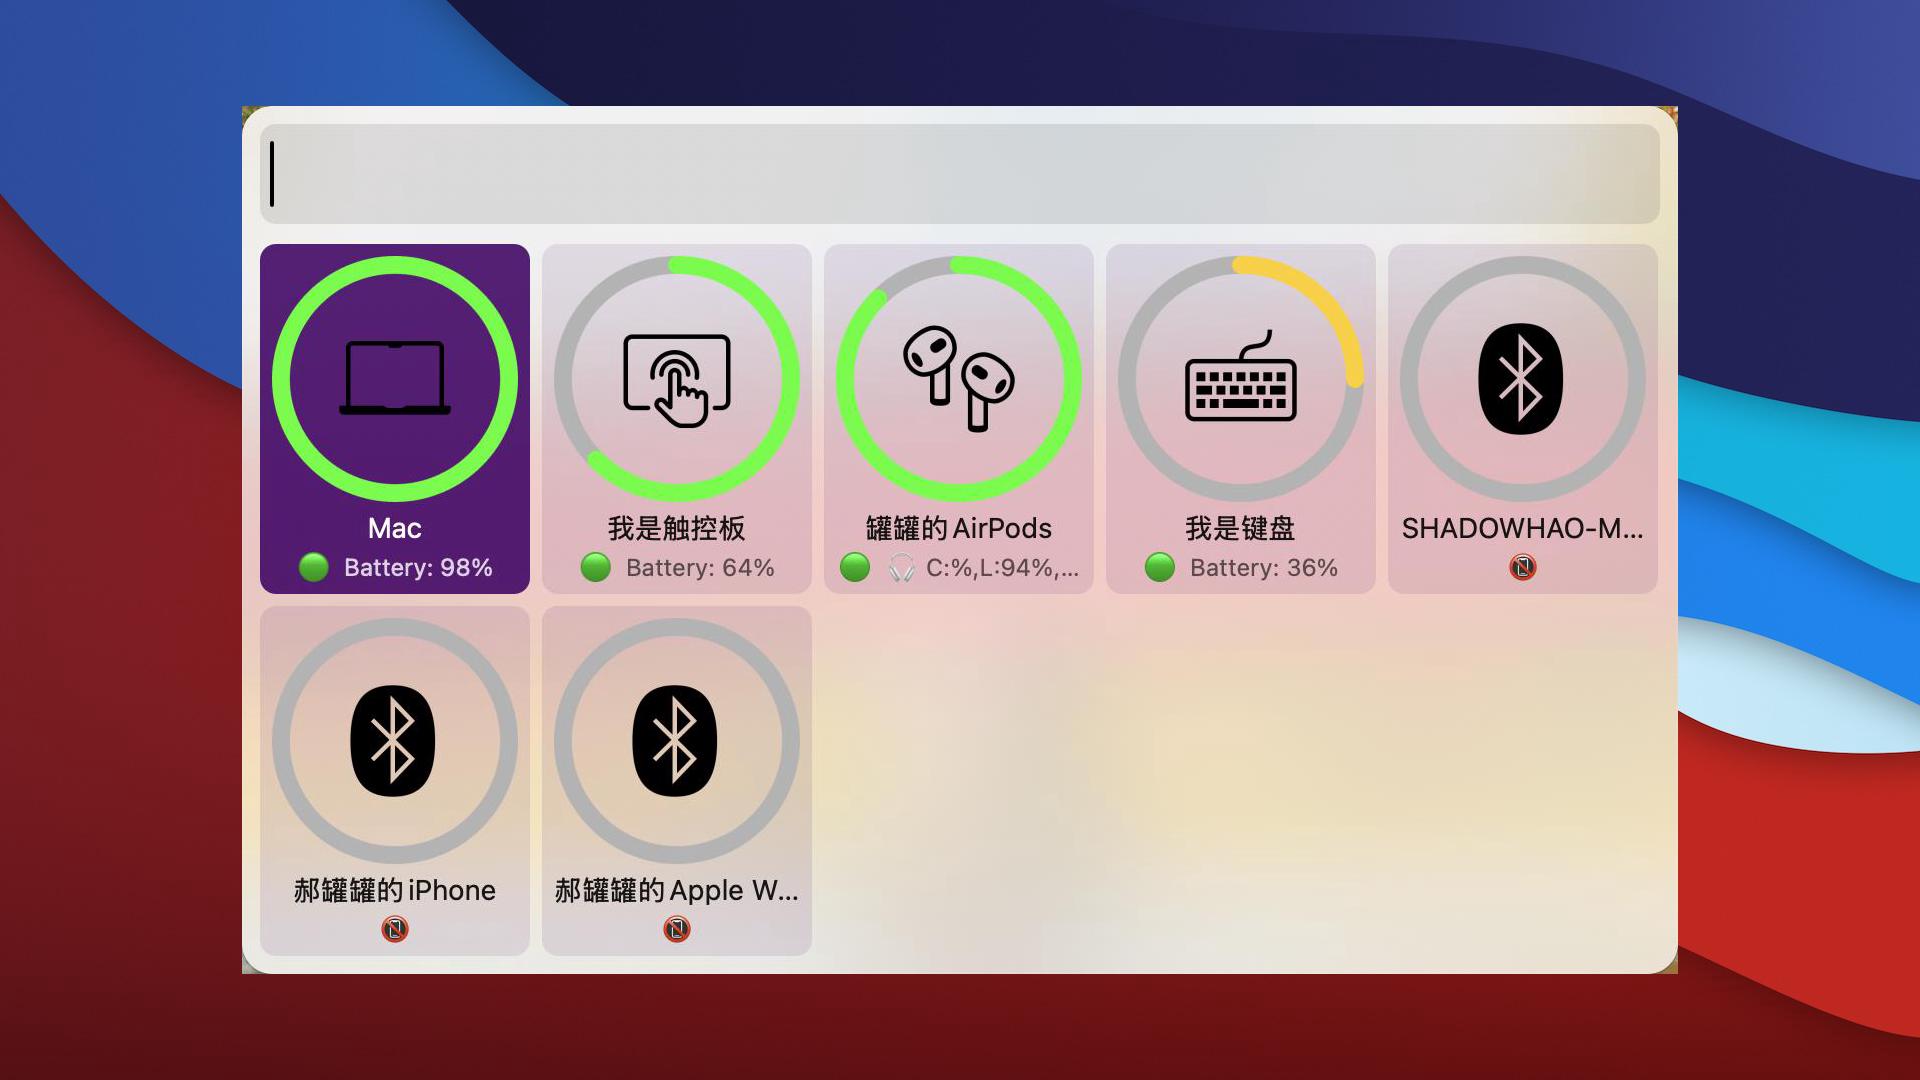 Mac
Battery: 98%
我是触控板
Battery: 64%
罐罐的AirPods
C:%,L:94%,...
我是键盘
Battery: 36%
SHADOWHAO-M...
郝罐罐的iPhone
郝罐罐的Apple W...